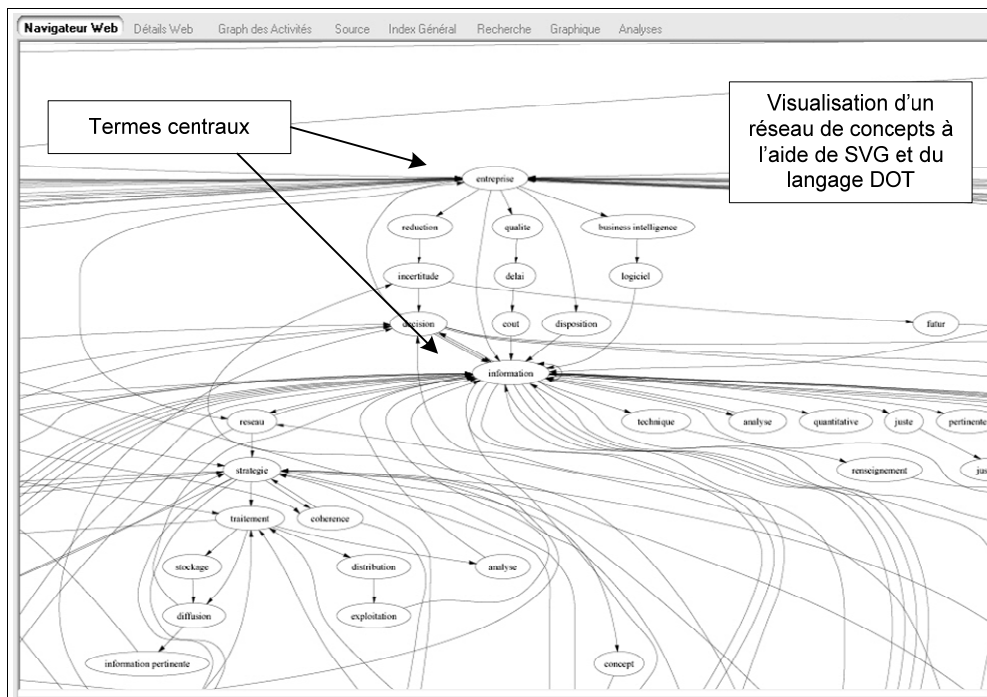 Navigateur Web Détails Web Graph des Activités Source Index Général Recherche Graphique Analyses
Termes centraux
Visualisation d’un
réseau de concepts à
l’aide de SVG et du
langage DOT
entreprise
reduction qualite business intelligence
incertitude delai logiciel
decision cout disposition futur
information
reseau technique analyse quantitative juste pertinente
strategie renseignement jus
traitement coherence
stockage distribution analyse
diffusion exploitation
information pertinente concept